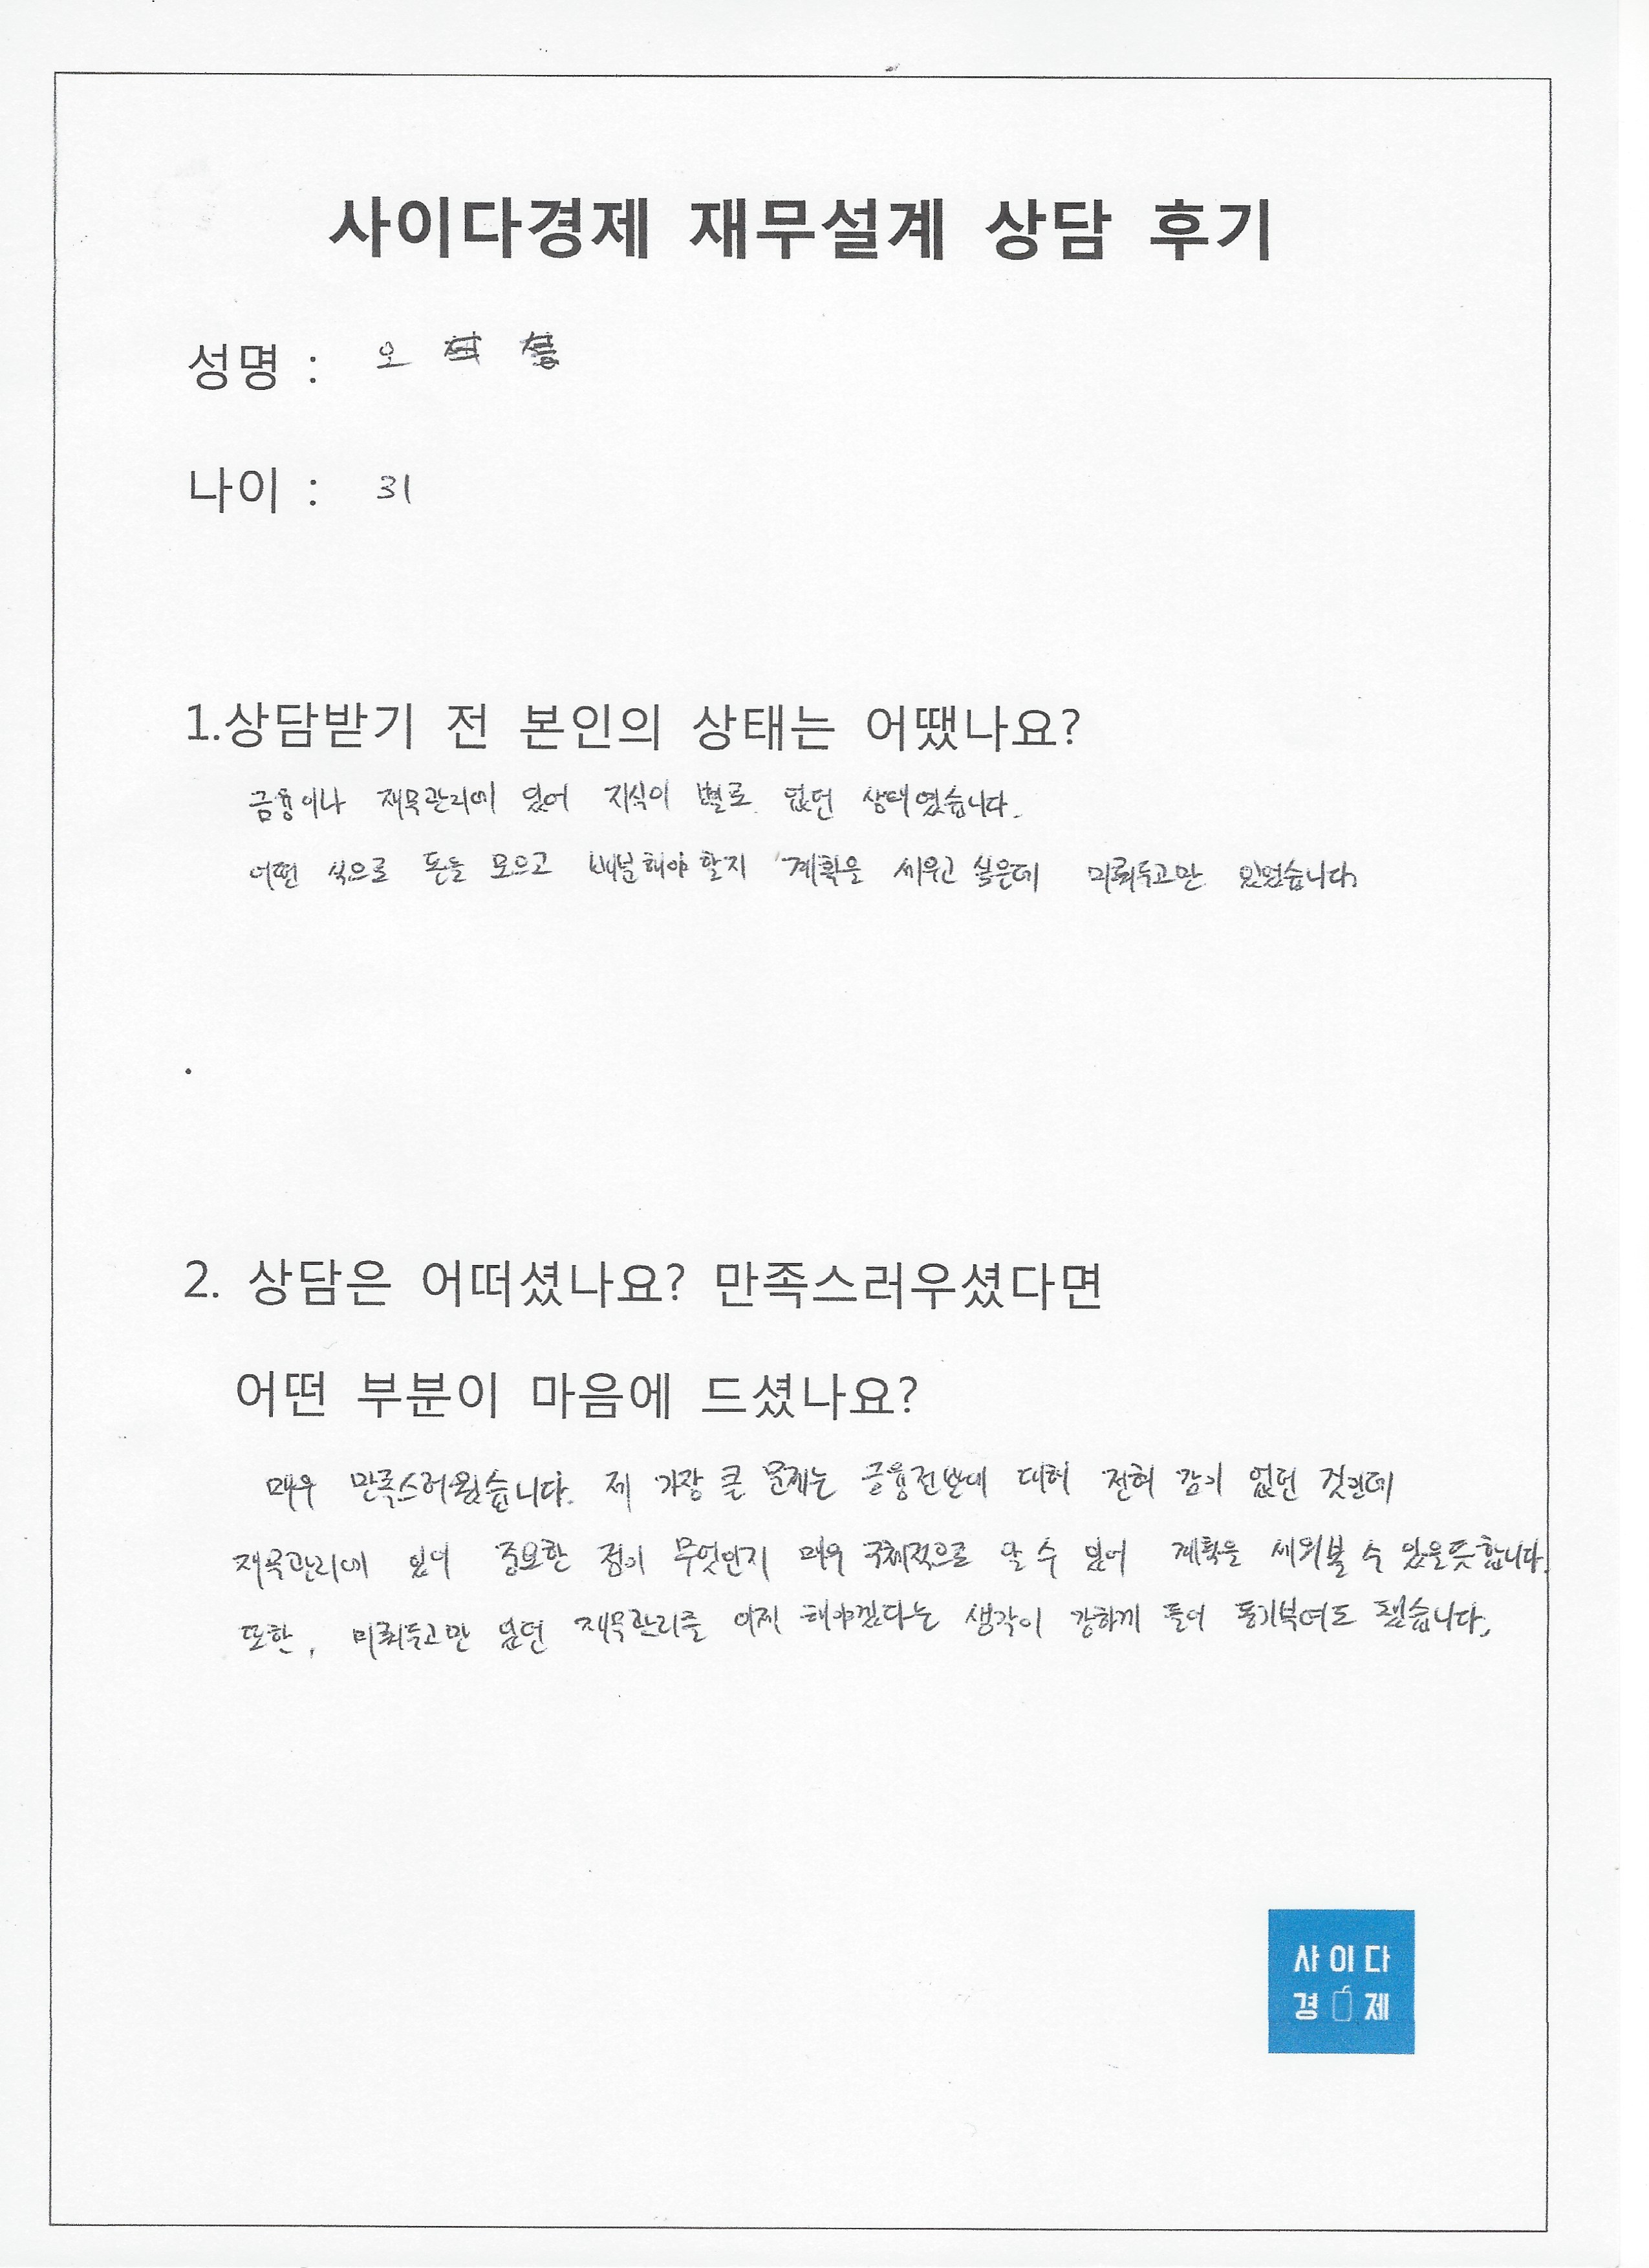 사이다경제 재무설계 상담 후기
성명 : 오
나이 : 31
1.상담받기 전 본인의 상태는 어땠나요?
금융이나 재무관리에 있어 지식이 별로 없던 상태였습니다.
어떤 식으로 돈을 모으고 배분해야 할지 계획을 세우고 싶은데 미뤄두고만 있었습니다.
2. 상담은 어떠셨나요? 만족스러우셨다면
어떤 부분이 마음에 드셨나요?
매우 만족스러웠습니다. 제 가장 큰 문제는 금융전반에 대해 전혀 감이 없던 것인데
재무관리에 있어 중요한 점이 무엇인지 매우 구체적으로 알 수 있어 계획을 세워볼 수 있을듯합니다.
또한, 미뤄두고만 있던 재무관리를 이제 해야겠다는 생각이 강하게 들어 동기부여도 됐습니다.
사이다
경제